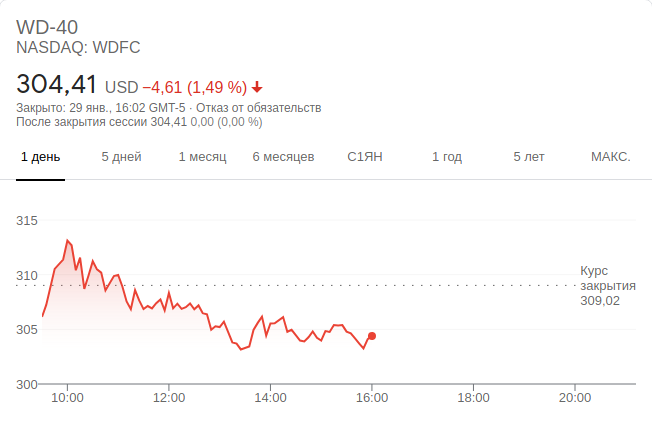 WD-40
NASDAQ: WDFC
304,41 USD −4,61 (1,49 %)
Закрыто: 29 янв., 16:02 GMT-5 · Отказ от обязательств
После закрытия сессии 304,41 0,00 (0,00 %)
1 день 5 дней 1 месяц 6 месяцев С1ЯН 1 год 5 лет МАКС.
315
310
Курс
закрытия
309,02
305
300
10:00 12:00 14:00 16:00 18:00 20:00